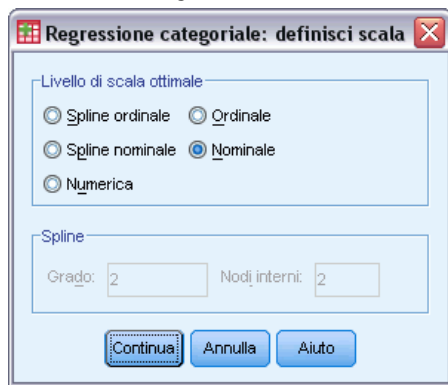 Regressione categoriale: definisci scala
Livello di scala ottimale
Spline ordinale Ordinale
Spline nominale Nominale
Numerica
Spline
Grado: 2 Nodi interni: 2
Continua Annulla Aiuto